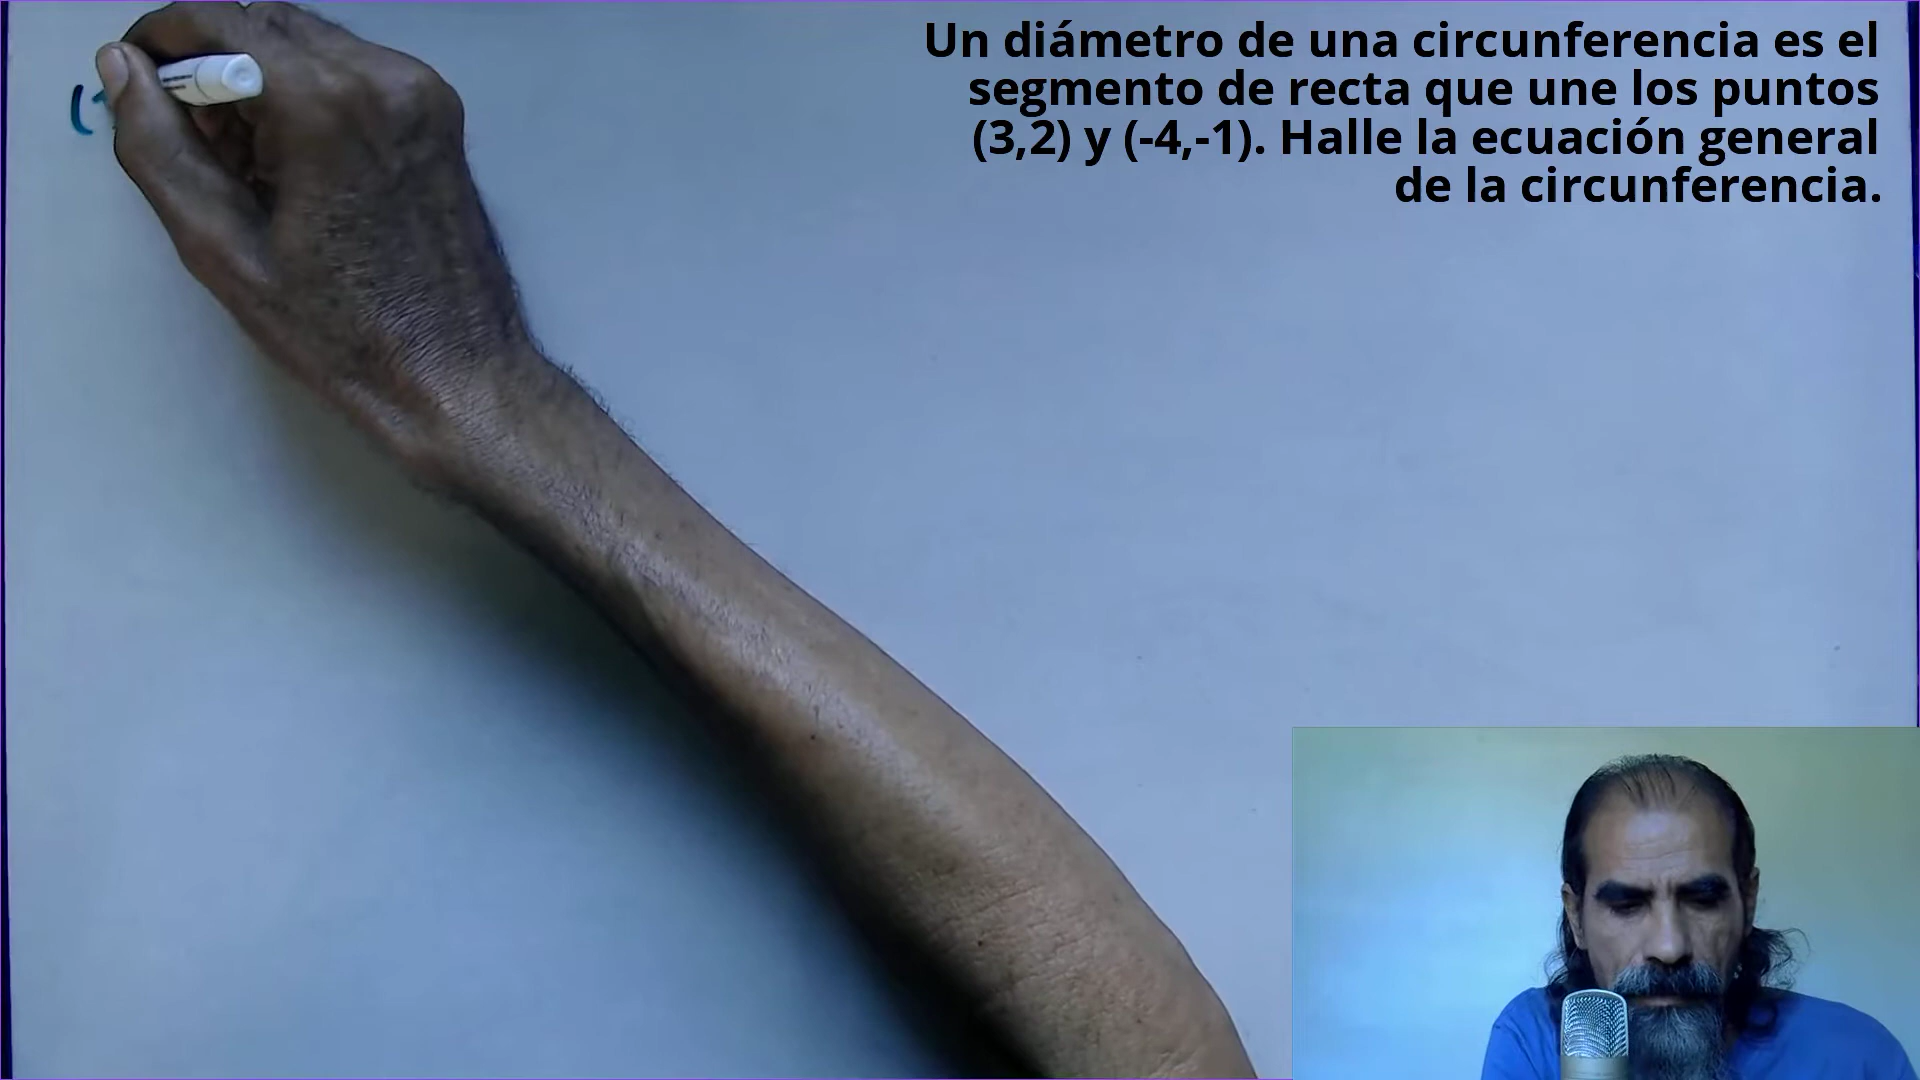 Un diámetro de una circunferencia es el
segmento de recta que une los puntos
(3,2) y (-4,-1). Halle la ecuación general
de la circunferencia.
(